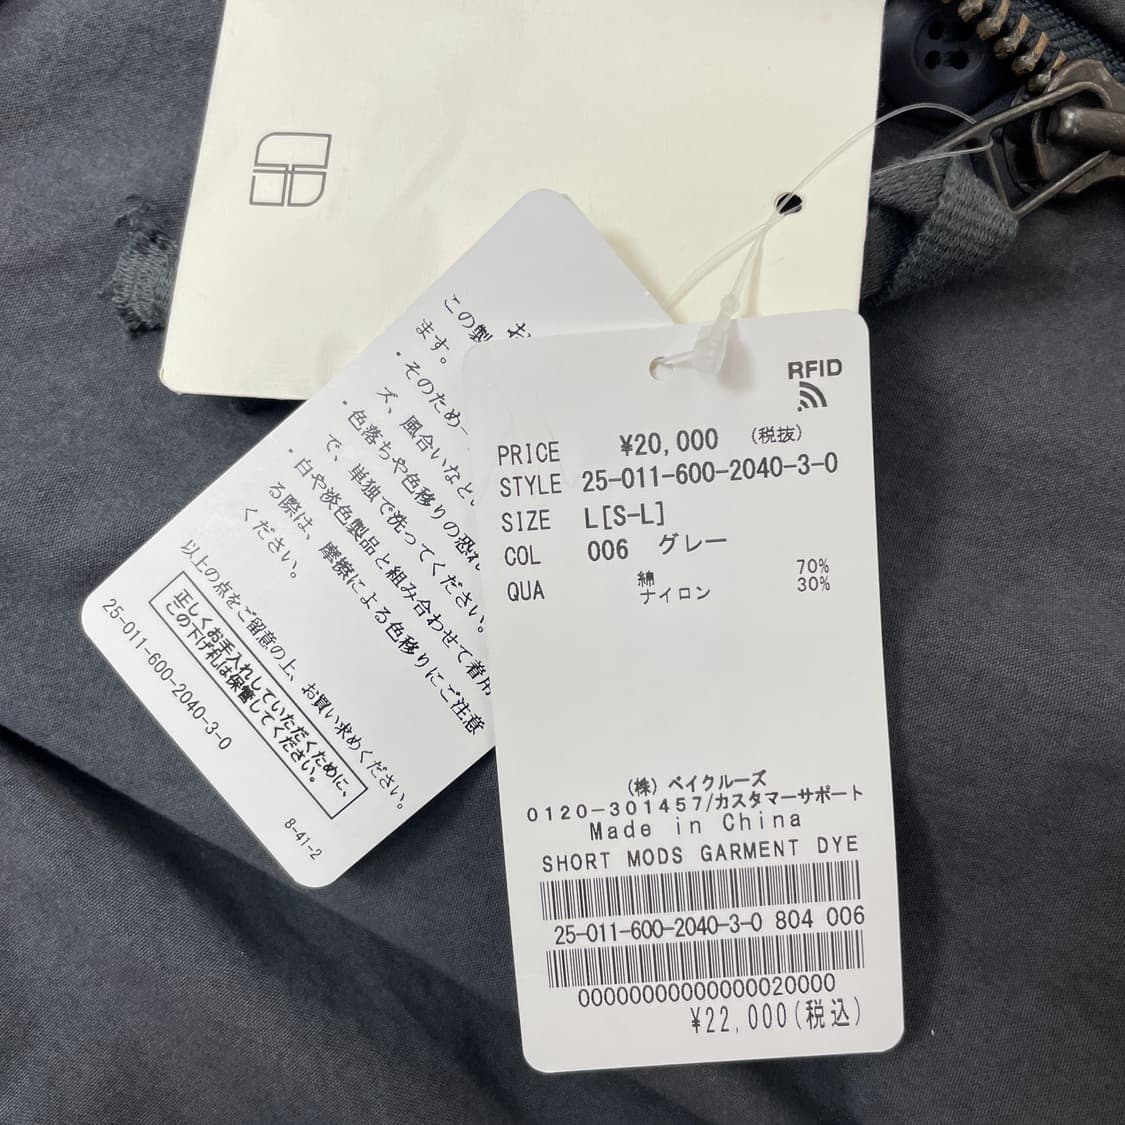 RFID
PRICE ¥20,000 (税抜)
STYLE 25-011-600-2040-3-0
SIZE L[S-L]
COL 006 グレー
QUA 綿 70%
ナイロン 30%
(株) ベイクルーズ
0120-301457/カスタマーサポート
Made in China
SHORT MODS GARMENT DYE
25-011-600-2040-3-0 804 006
00000000000000020000
¥22,000(税込)
お
この製
ます。
・そのため
ズ、風合いなど
・色落ちや色移りの恐れ
で、単独で洗ってください。
・白や淡色製品と組み合わせて着用
る際は、摩擦による色移りにご注意
ください。
以上の点をご留意の上、お買い求めください。
正しくお手入れしていただくために、
この下げ札は保管してください。
25-011-600-2040-3-0
8-41-2